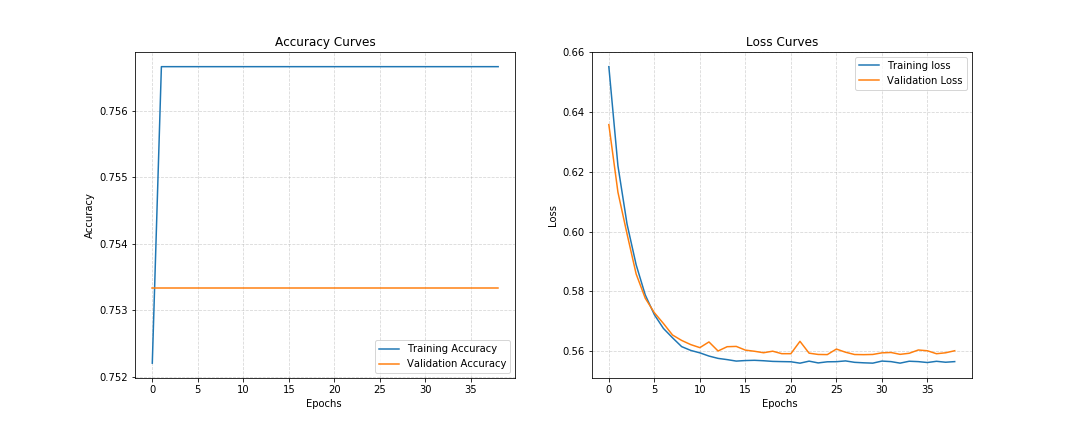 Accuracy Curves
Accuracy
0.756
0.755
0.754
0.753
0.752
0 5 10 15 20 25 30 35
Epochs
Training Accuracy
Validation Accuracy
Loss Curves
Loss
0.66
0.64
0.62
0.60
0.58
0.56
0 5 10 15 20 25 30 35
Epochs
Training loss
Validation Loss